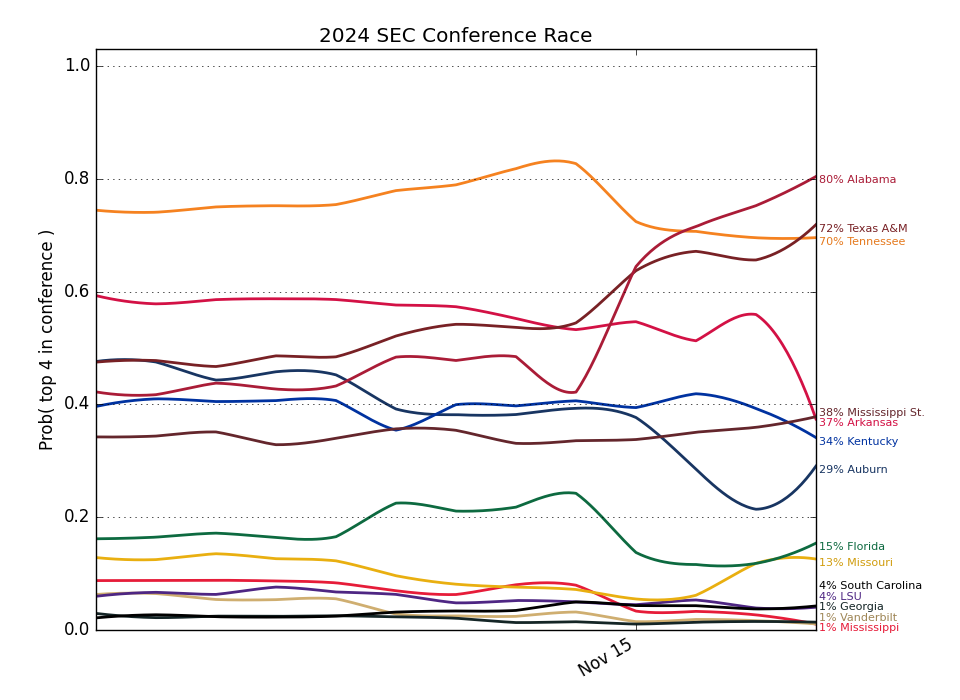 2024 SEC Conference Race
Prob( top 4 in conference )
1.0
0.8
0.6
0.4
0.2
0.0
Nov 15
80% Alabama
72% Texas A&M
70% Tennessee
38% Mississippi St.
37% Arkansas
34% Kentucky
29% Auburn
15% Florida
13% Missouri
4% South Carolina
4% LSU
1% Georgia
1% Vanderbilt
1% Mississippi